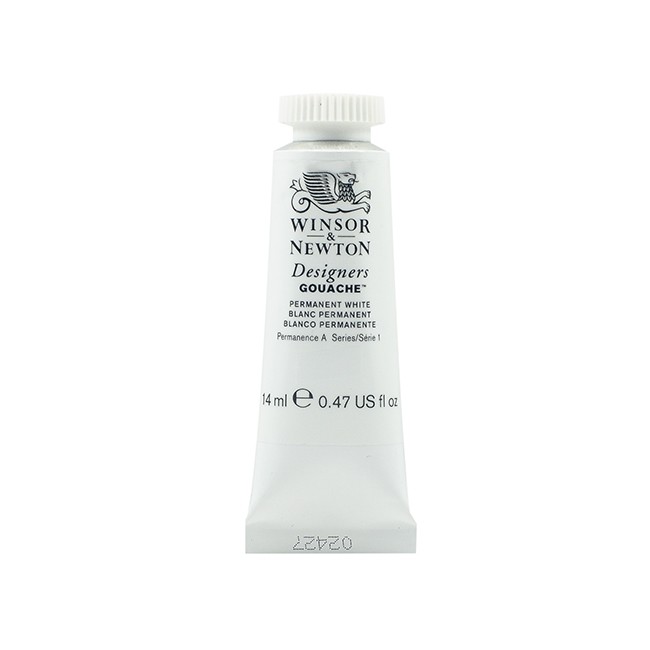 WINSOR
&
NEWTON
Designers
GOUACHE™
PERMANENT WHITE
BLANC PERMANENT
BLANCO PERMANENTE
Permanence A Series/Série 1
14 ml e 0.47 US fl oz
02427